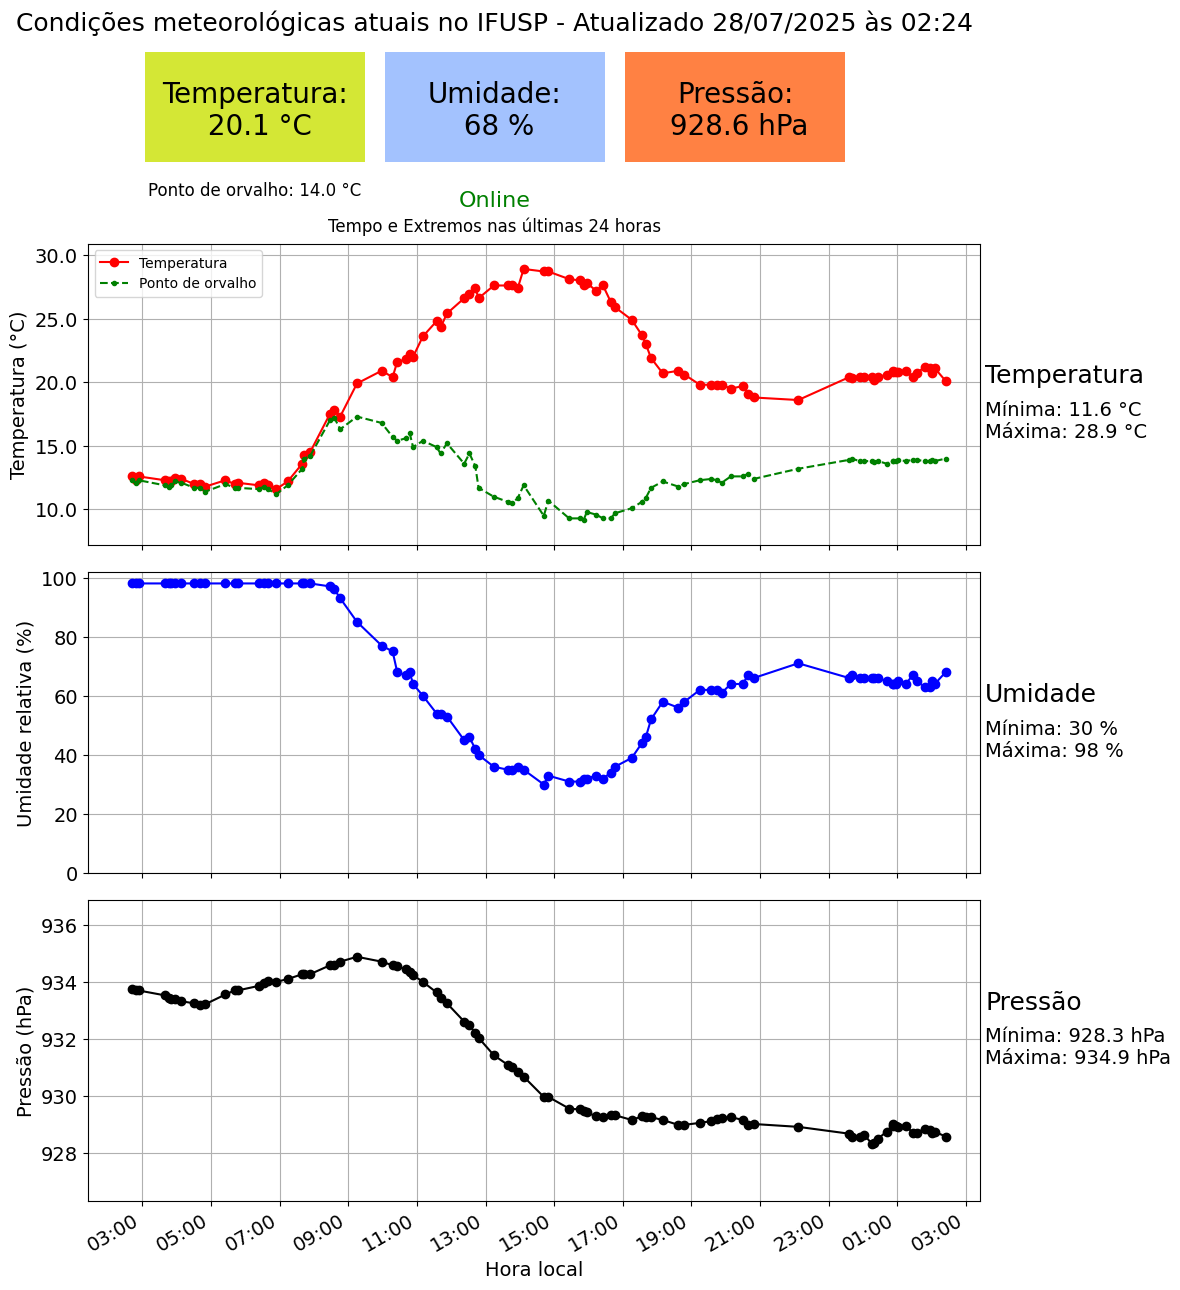 Condições meteorológicas atuais no IFUSP - Atualizado 28/07/2025 às 02:24
Temperatura:
20.1 °C
Umidade:
68 %
Pressão:
928.6 hPa
Ponto de orvalho: 14.0 °C
Online
Tempo e Extremos nas últimas 24 horas
Temperatura (°C)
30.0
25.0
20.0
15.0
10.0
Temperatura
Ponto de orvalho
Temperatura
Mínima: 11.6 °C
Máxima: 28.9 °C
Umidade relativa (%)
100
80
60
40
20
0
Umidade
Mínima: 30 %
Máxima: 98 %
Pressão (hPa)
936
934
932
930
928
Pressão
Mínima: 928.3 hPa
Máxima: 934.9 hPa
03:00 05:00 07:00 09:00 11:00 13:00 15:00 17:00 19:00 21:00 23:00 01:00 03:00
Hora local